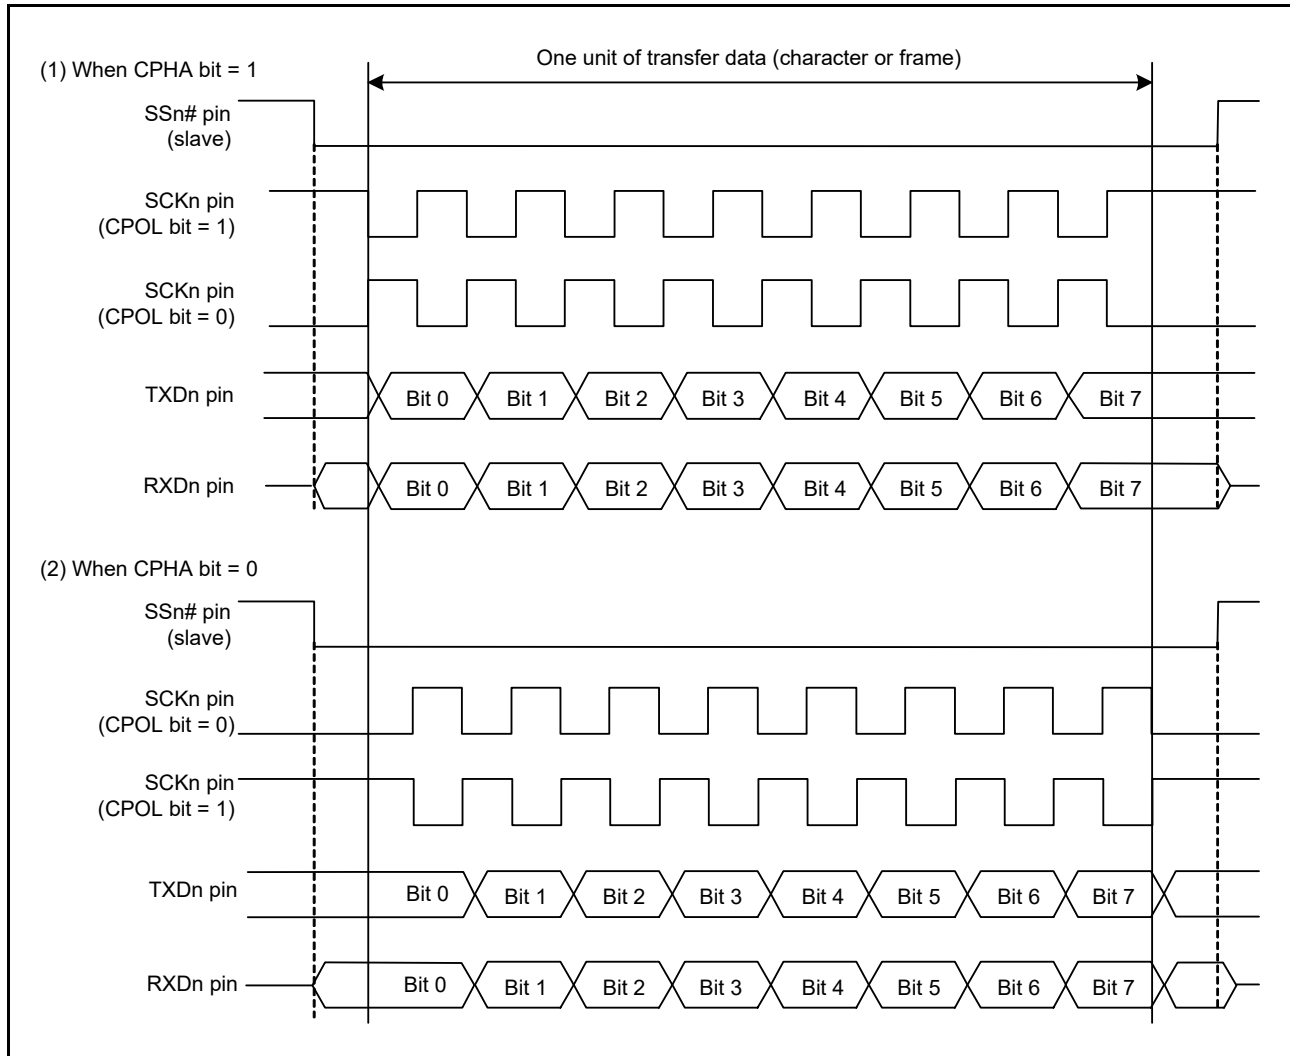 One unit of transfer data (character or frame)
(1) When CPHA bit = 1
SSn# pin
(slave)
SCKn pin
(CPOL bit = 1)
SCKn pin
(CPOL bit = 0)
TXDn pin
Bit 0 Bit 1 Bit 2 Bit 3 Bit 4 Bit 5 Bit 6 Bit 7
RXDn pin
Bit 0 Bit 1 Bit 2 Bit 3 Bit 4 Bit 5 Bit 6 Bit 7
(2) When CPHA bit = 0
SSn# pin
(slave)
SCKn pin
(CPOL bit = 0)
SCKn pin
(CPOL bit = 1)
TXDn pin
Bit 0 Bit 1 Bit 2 Bit 3 Bit 4 Bit 5 Bit 6 Bit 7
RXDn pin
Bit 0 Bit 1 Bit 2 Bit 3 Bit 4 Bit 5 Bit 6 Bit 7